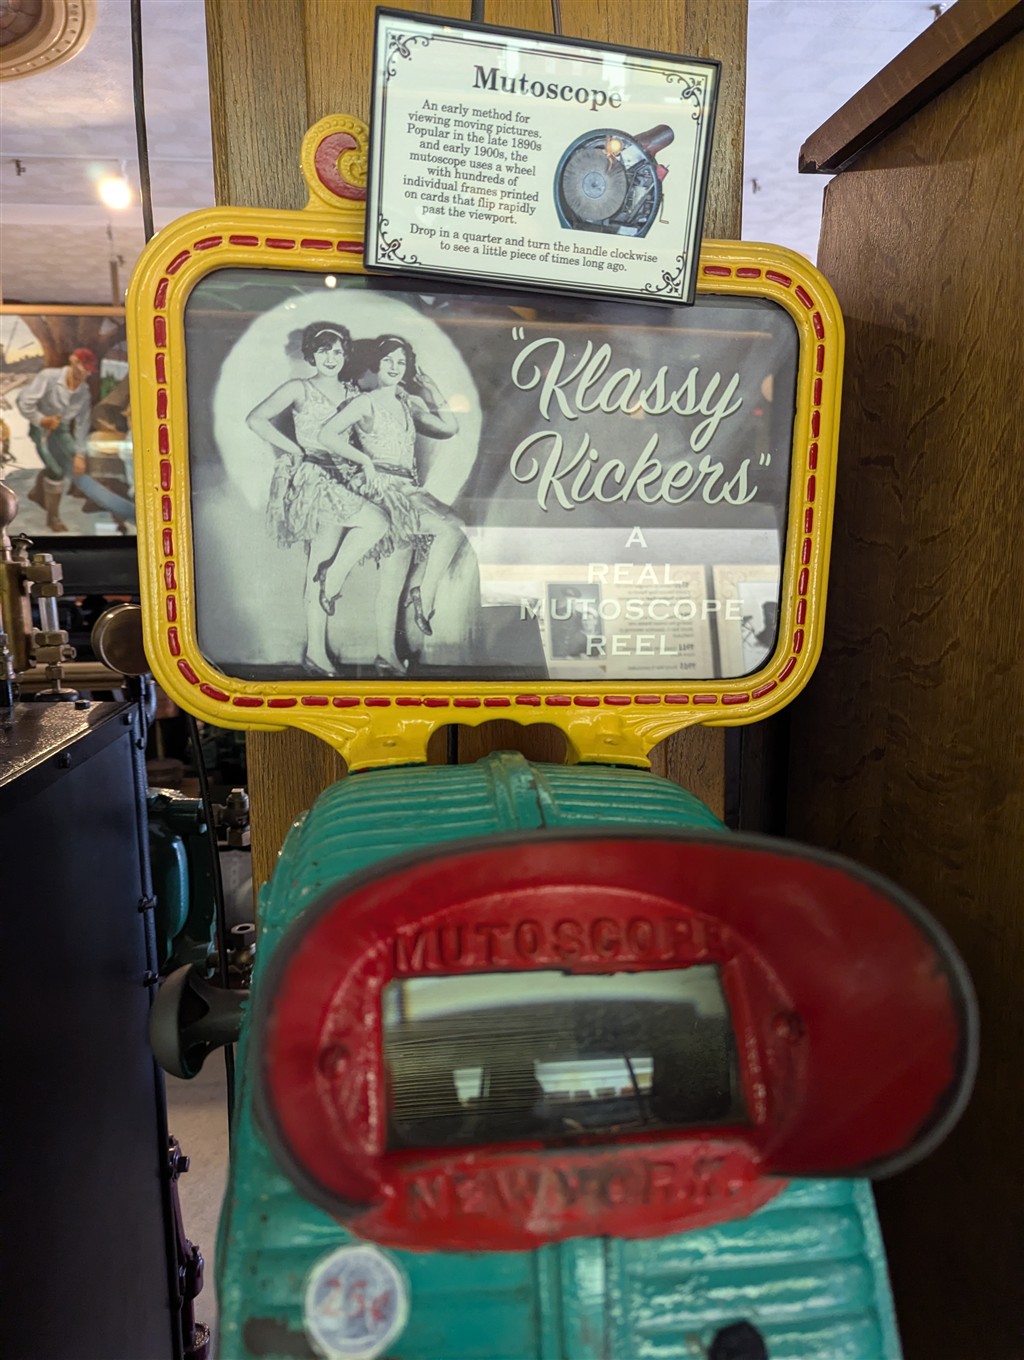 Mutoscope
An early method for
viewing moving pictures.
Popular in the late 1890s
and early 1900s, the
mutoscope uses a wheel
with hundreds of
individual frames printed
on cards that flip rapidly
past the viewport.
Drop in a quarter and turn the handle clockwise
to see a little piece of times long ago.
"Klassy
Kickers"
A
REAL
MUTOSCOPE
REEL
MUTOSCOPE
NEW YORK
25¢